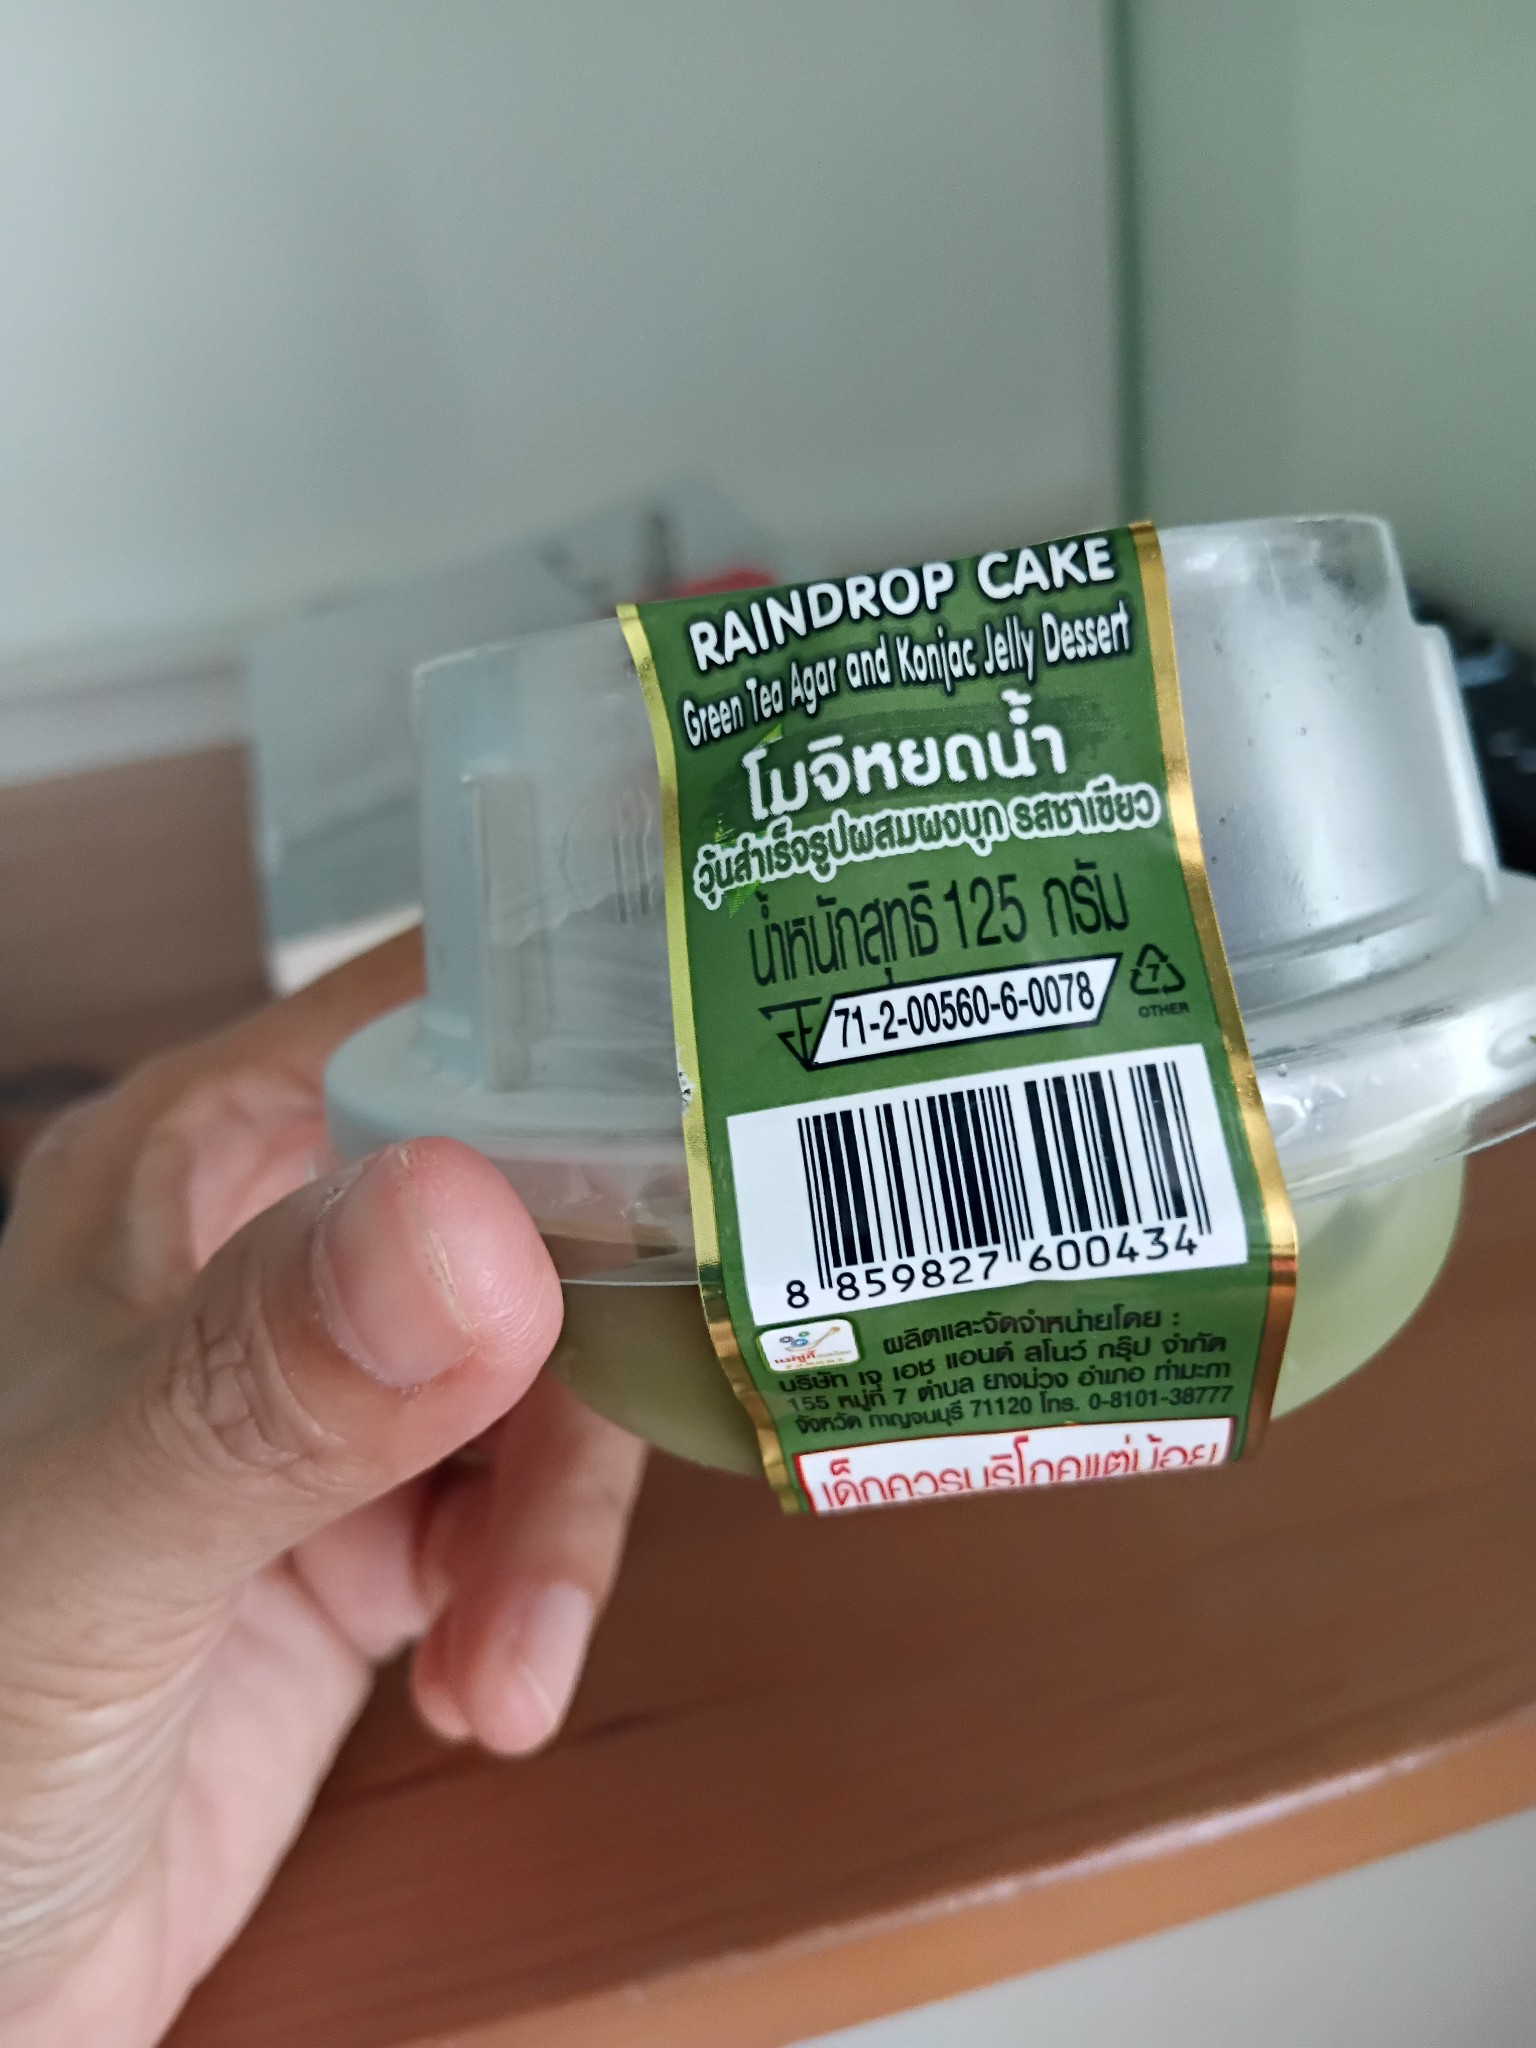 RAINDROP CAKE
Green Tea Agar and Konjac Jelly Dessert
โมจิหยดน้ำ
วุ้นสำเร็จรูปผสมผงบุก รสชาเขียว
น้ำหนักสุทธิ 125 กรัม
71-2-00560-6-0078
7
OTHER
8 859827 600434
ผลิตและจัดจำหน่ายโดย :
บริษัท เจ เอช แอนด์ สโนว์ กรุ๊ป จำกัด
155 หมู่ที่ 7 ตำบล ยางม่วง อำเภอ ท่ามะกา
จังหวัด กาญจนบุรี 71120 โทร. 0-8101-38777
เด็กควรบริโภคแต่น้อย